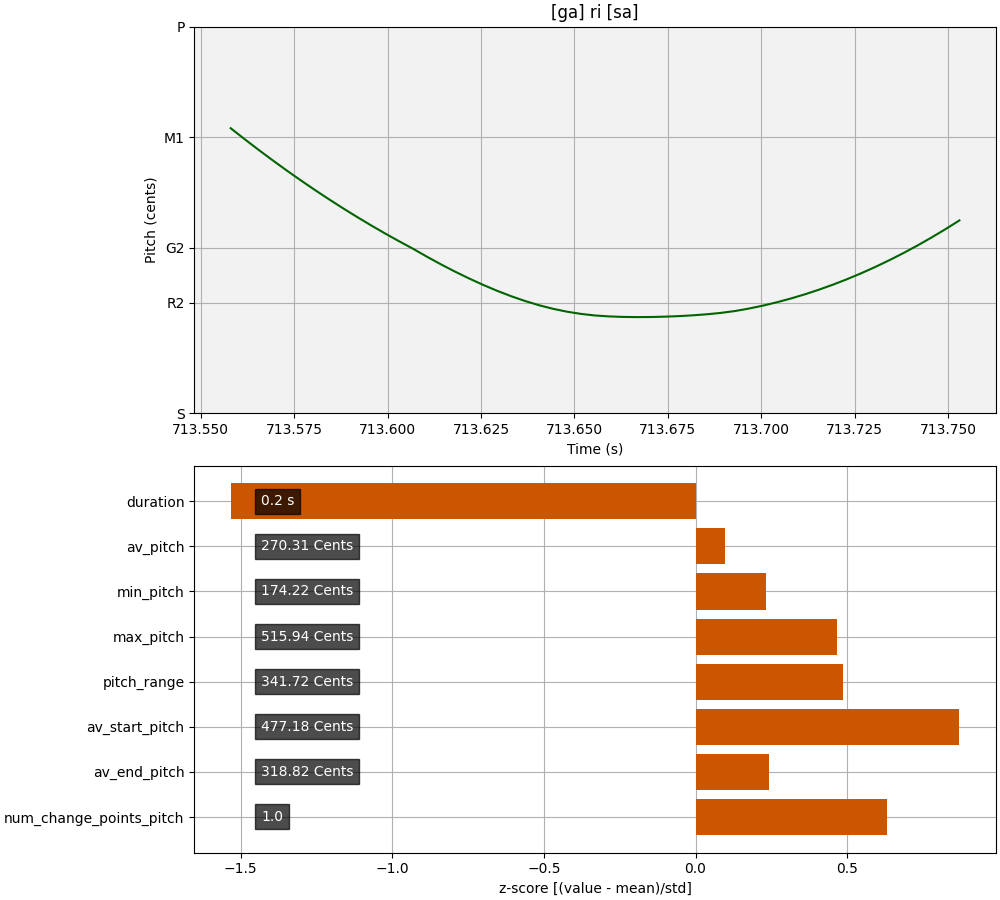 [ga] ri [sa]
P
M1
G2
R2
S
Pitch (cents)
713.550 713.575 713.600 713.625 713.650 713.675 713.700 713.725 713.750
Time (s)
duration 0.2 s
av_pitch 270.31 Cents
min_pitch 174.22 Cents
max_pitch 515.94 Cents
pitch_range 341.72 Cents
av_start_pitch 477.18 Cents
av_end_pitch 318.82 Cents
num_change_points_pitch 1.0
−1.5 −1.0 −0.5 0.0 0.5
z-score [(value - mean)/std]